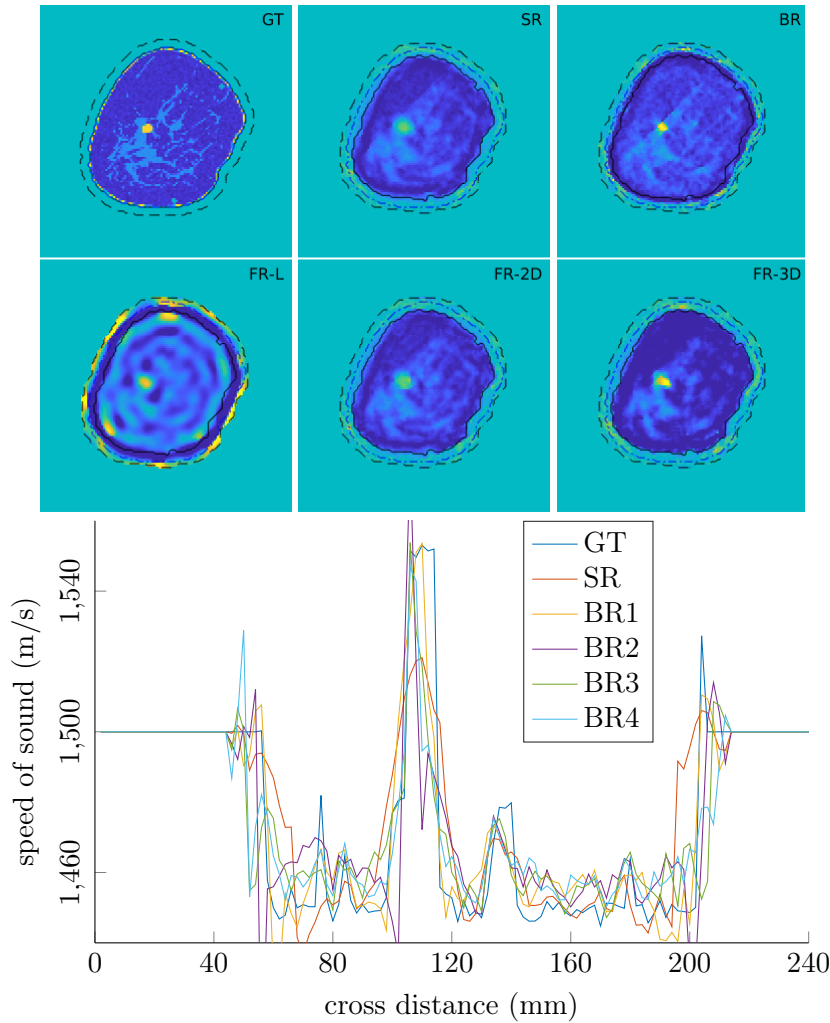 GT
SR
BR
FR-L
FR-2D
FR-3D
1,540
1,500
1,460
speed of sound (m/s)
GT
SR
BR1
BR2
BR3
BR4
0 40 80 120 160 200 240
cross distance (mm)